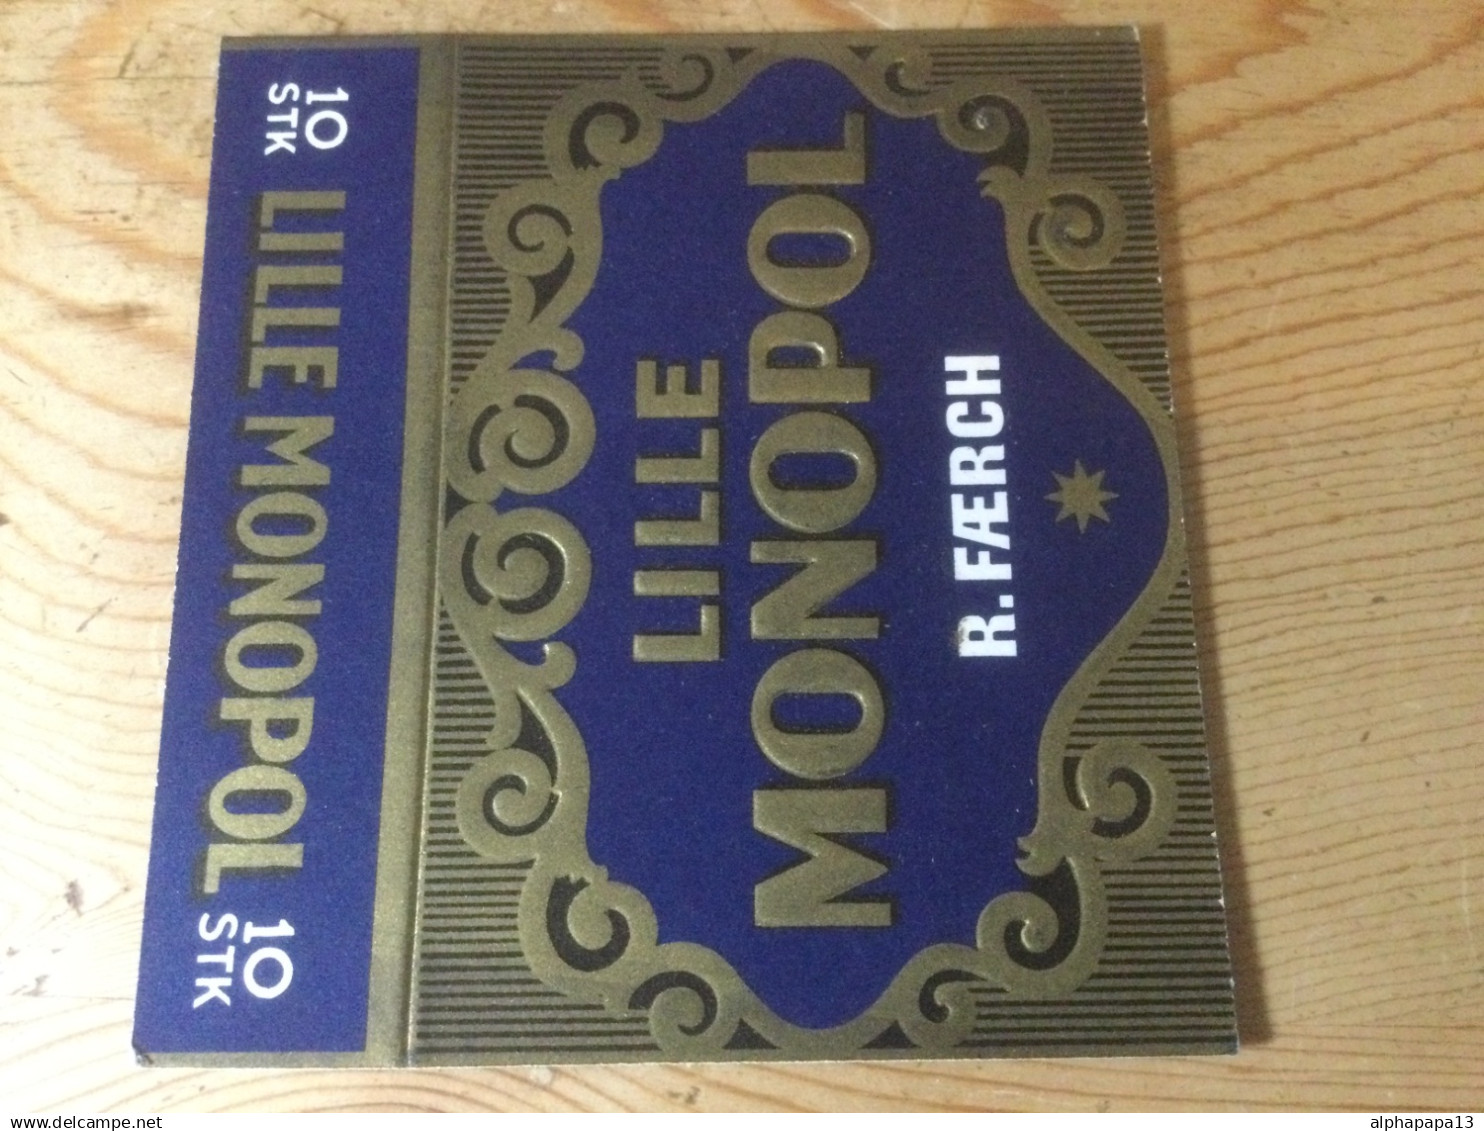 10
STK
LILLE MONOPOL
10
STK
LILLE
MONOPOL
R. FÆRCH
www.delcampe.net
alphapapa13